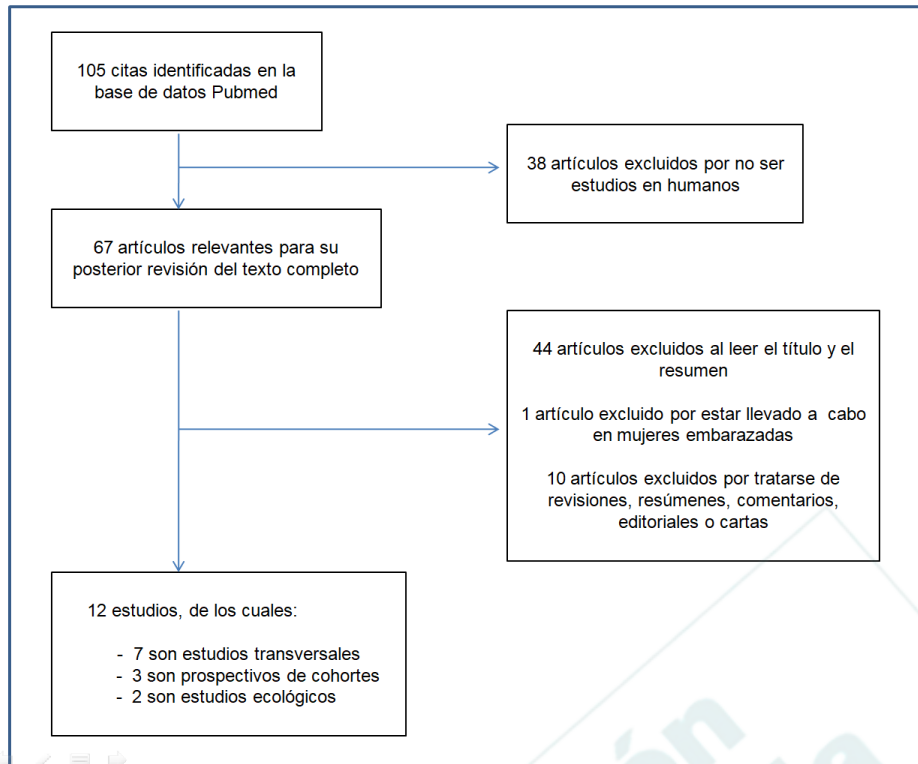 105 citas identificadas en la
base de datos Pubmed
38 artículos excluidos por no ser
estudios en humanos
67 artículos relevantes para su
posterior revisión del texto completo
44 artículos excluidos al leer el título y el
resumen
1 artículo excluido por estar llevado a cabo
en mujeres embarazadas
10 artículos excluidos por tratarse de
revisiones, resúmenes, comentarios,
editoriales o cartas
12 estudios, de los cuales:
- 7 son estudios transversales
- 3 son prospectivos de cohortes
- 2 son estudios ecológicos